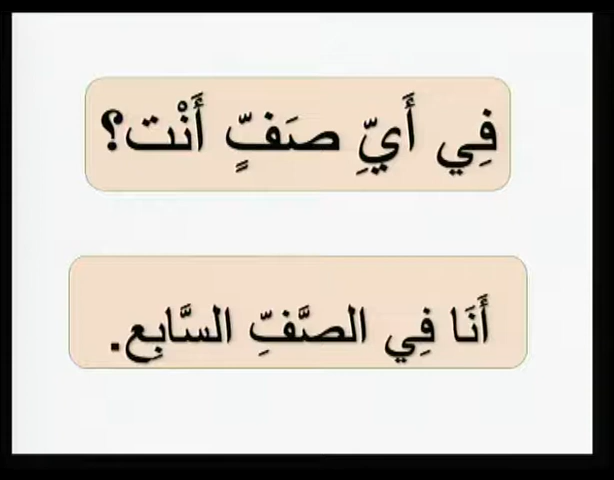 فِي أَيِّ صَفٍّ أَنْت؟
أَنَا فِي الصَّفِّ السَّابِع.